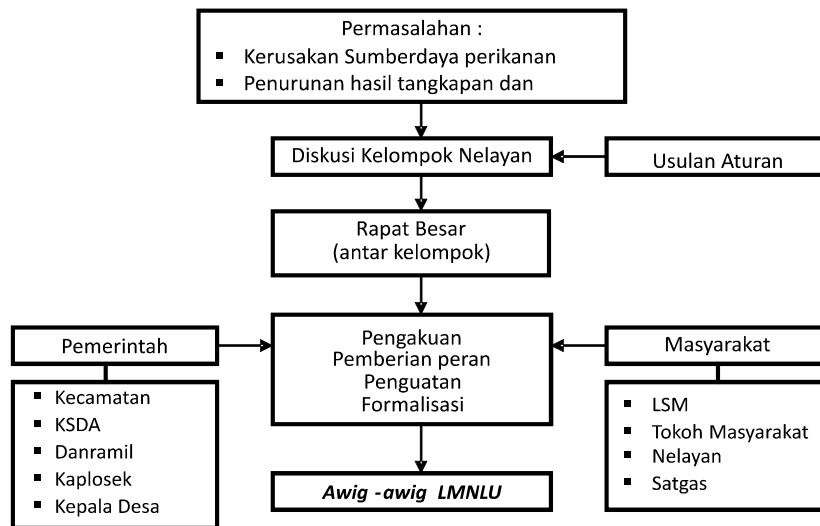 Permasalahan :
▪ Kerusakan Sumberdaya perikanan
▪ Penurunan hasil tangkapan dan
Diskusi Kelompok Nelayan
Usulan Aturan
Rapat Besar
(antar kelompok)
Pemerintah
Pengakuan
Pemberian peran
Penguatan
Formalisasi
Masyarakat
▪ Kecamatan
▪ KSDA
▪ Danramil
▪ Kaplosek
▪ Kepala Desa
▪ LSM
▪ Tokoh Masyarakat
▪ Nelayan
▪ Satgas
Awig -awig LMNLU